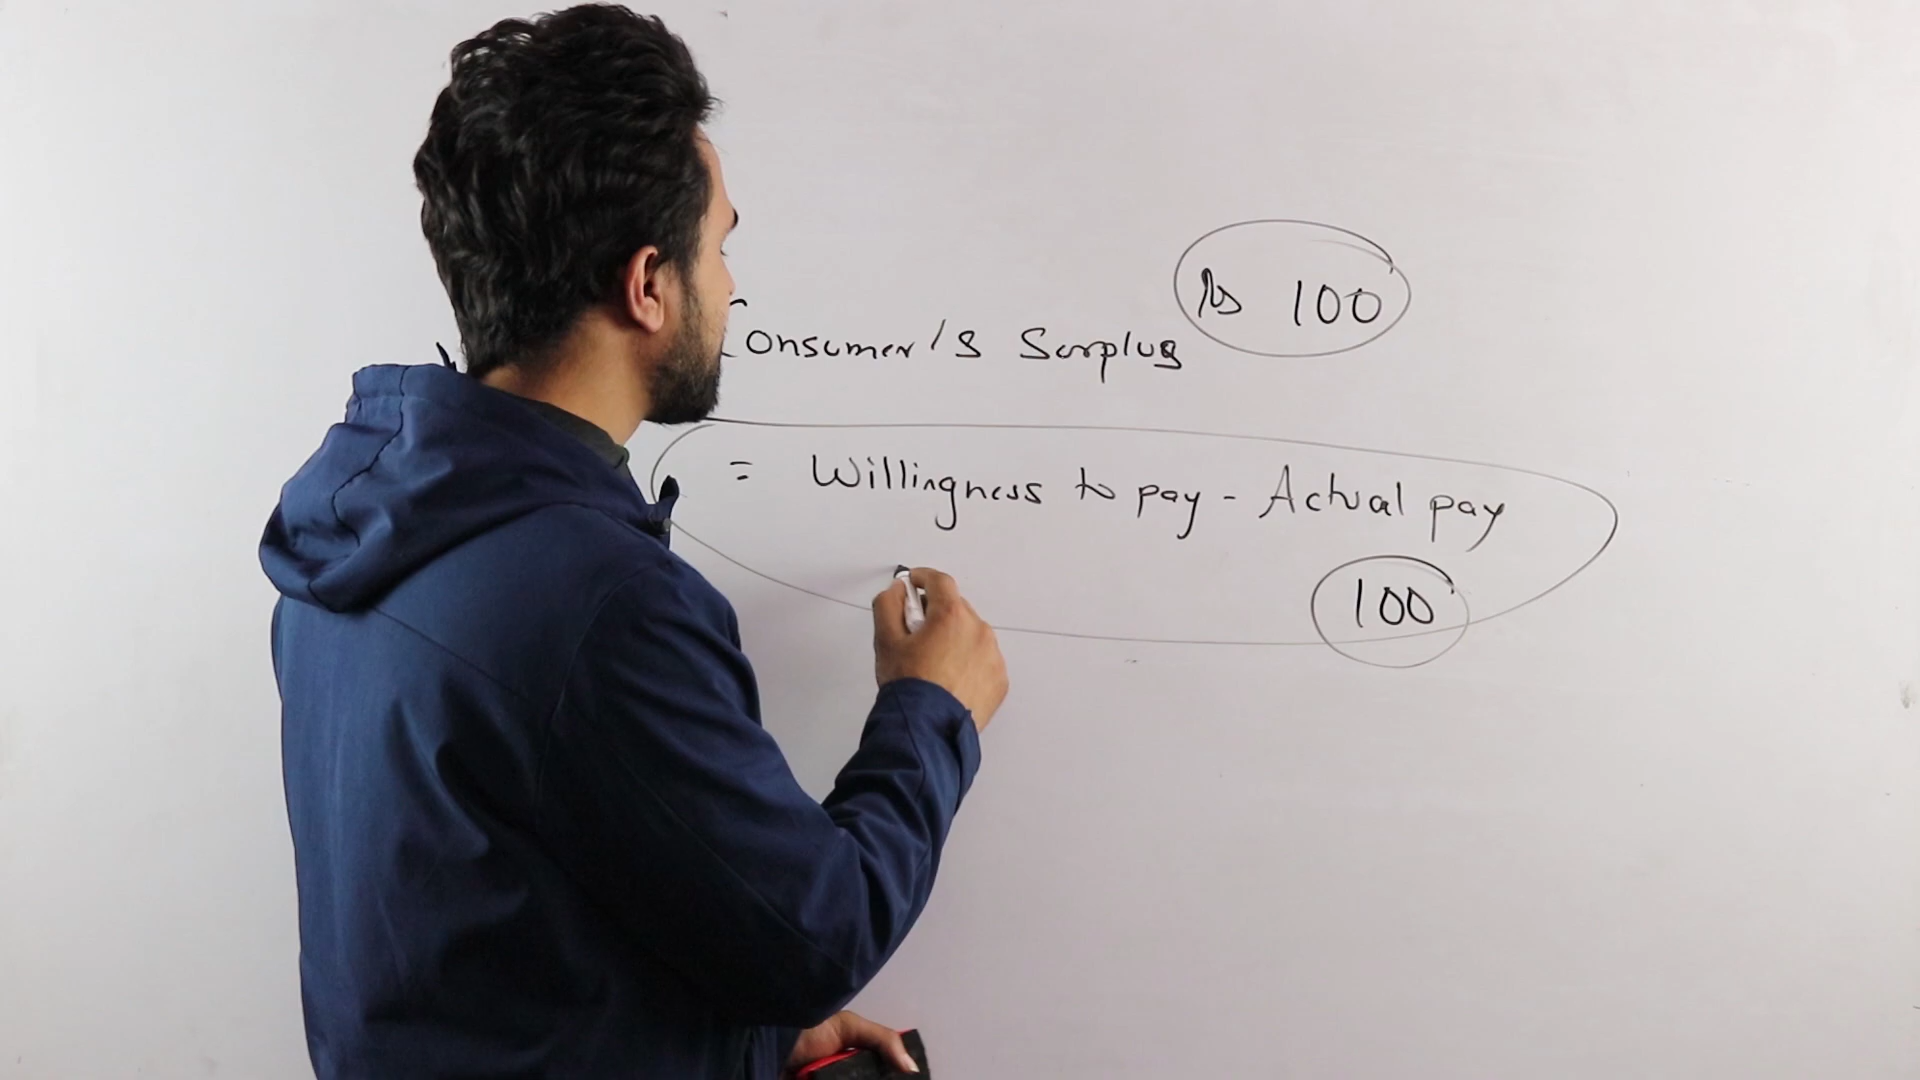 Rs 100
Consumer's Surplus
= Willingness to pay - Actual pay
100